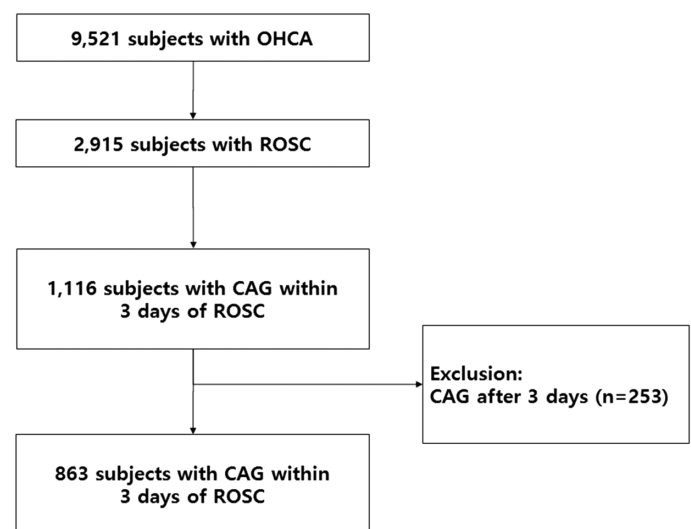 9,521 subjects with OHCA
2,915 subjects with ROSC
1,116 subjects with CAG within
3 days of ROSC
Exclusion:
CAG after 3 days (n=253)
863 subjects with CAG within
3 days of ROSC